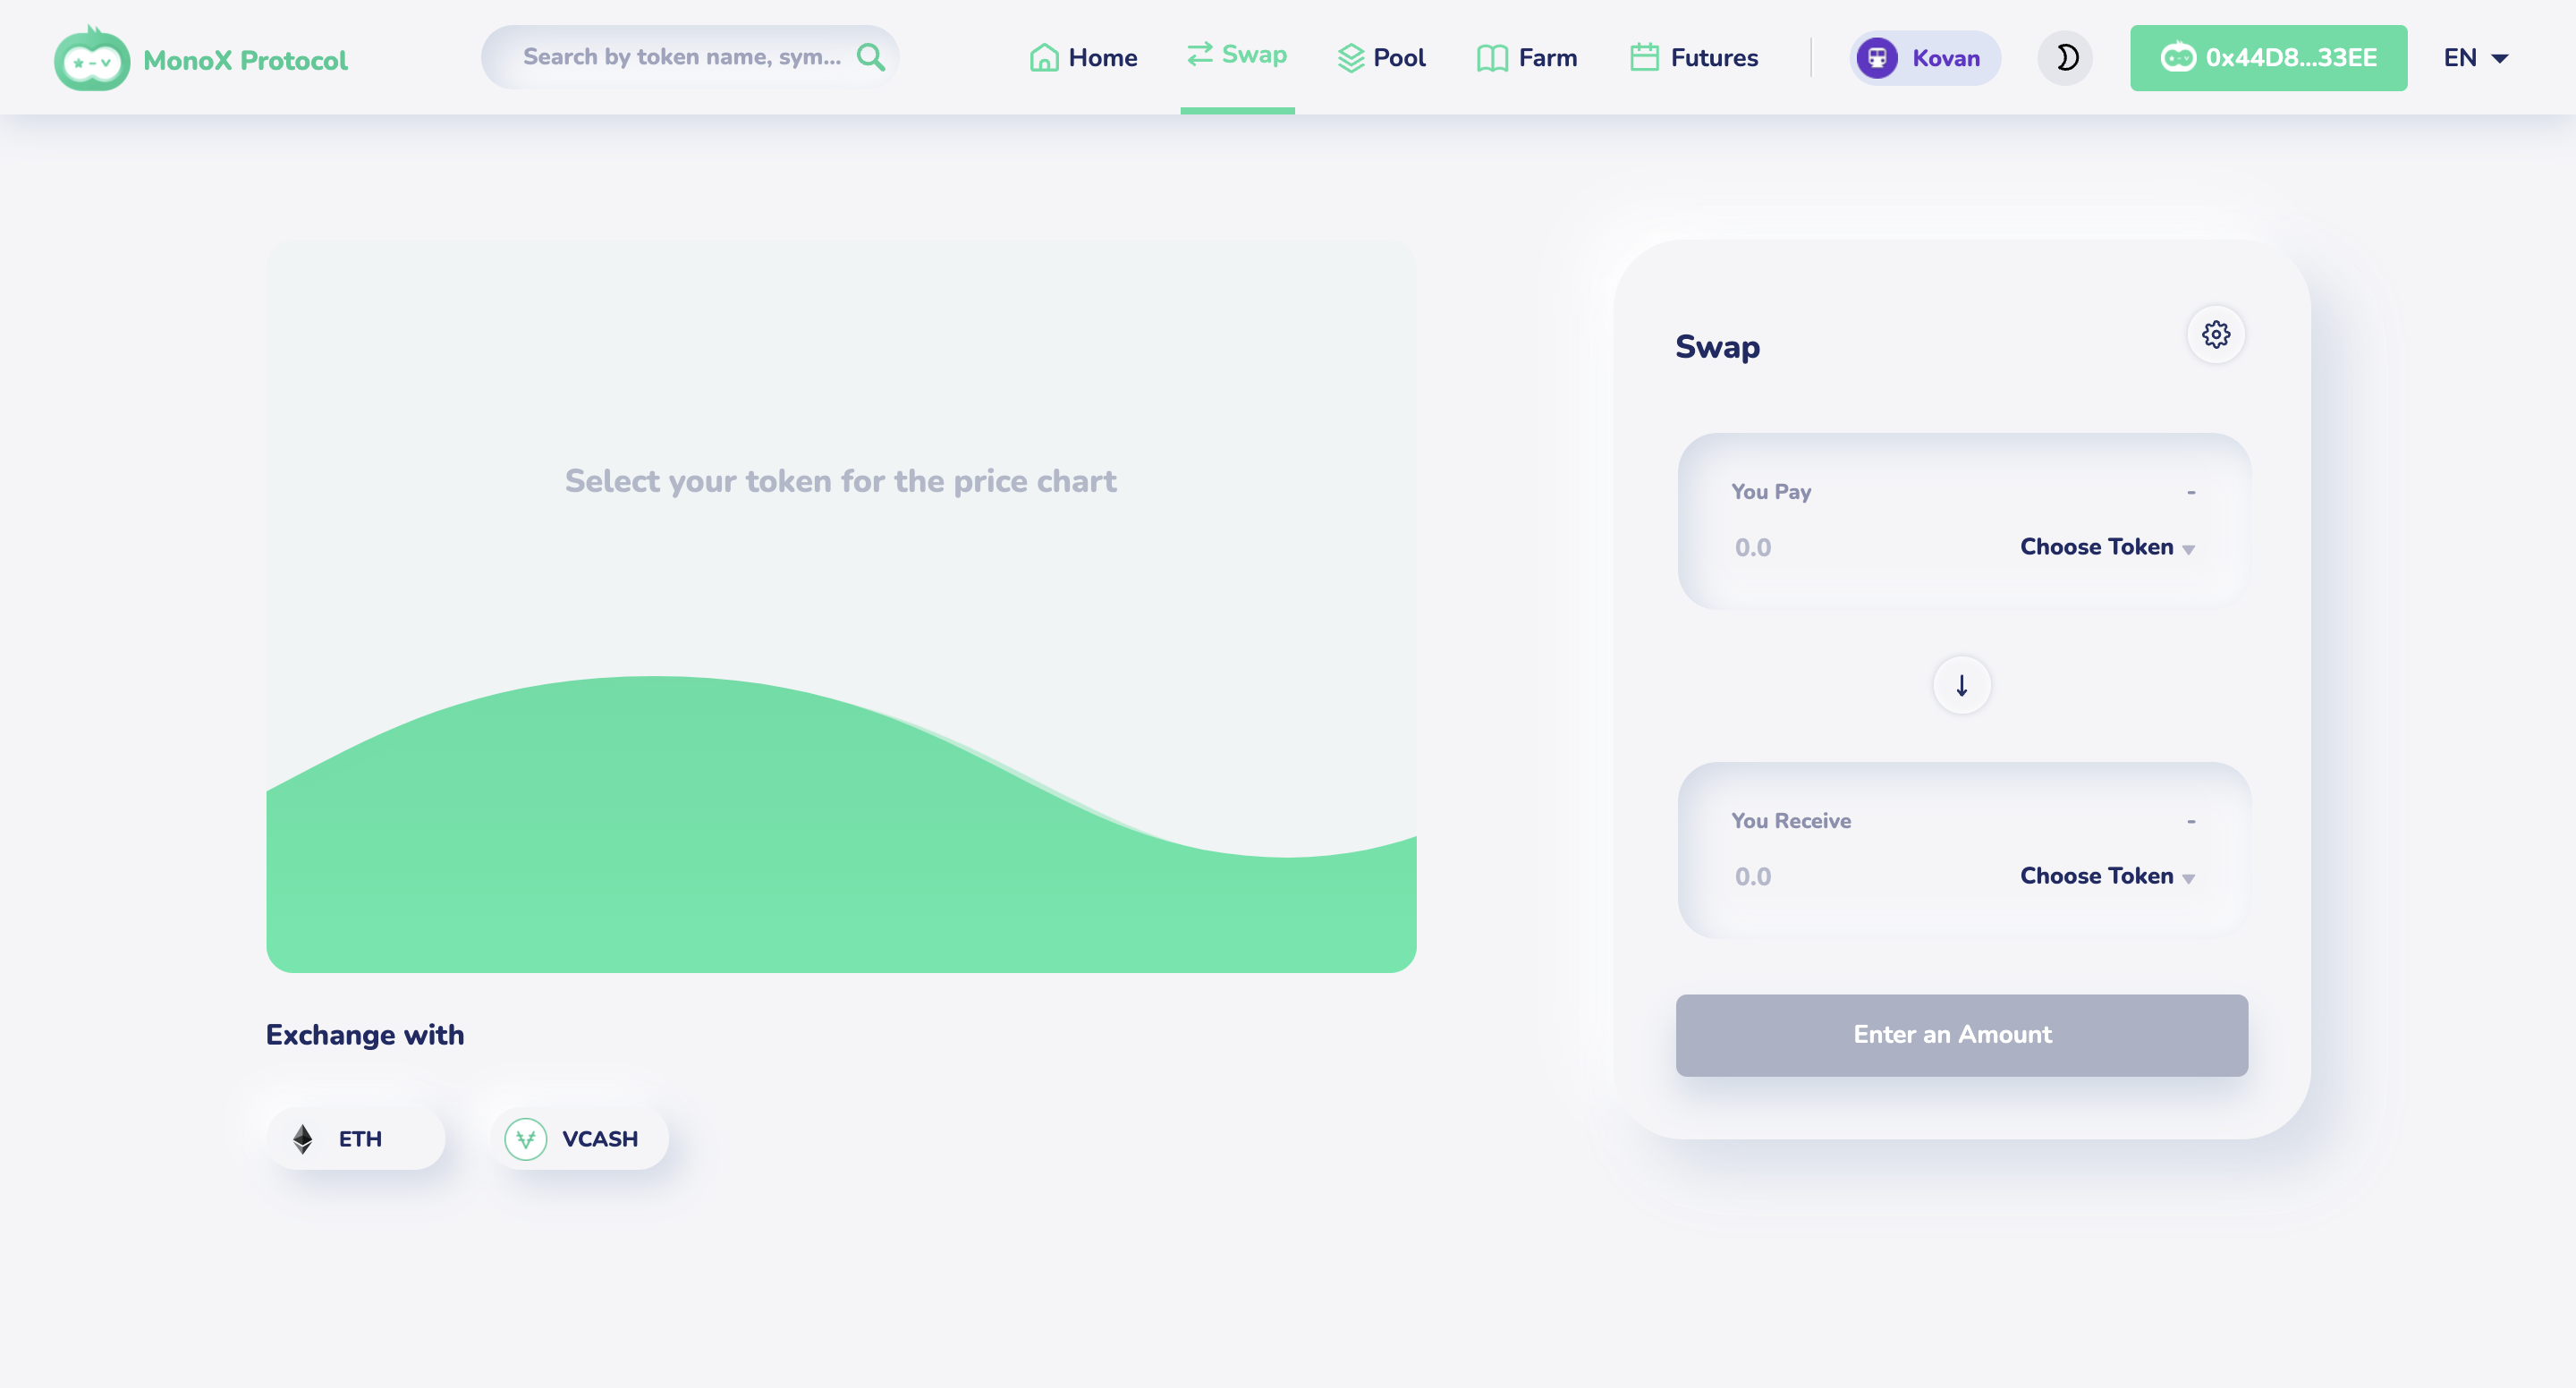 MonoX Protocol
Search by token name, sym...
Home
Swap
Pool
Farm
Futures
Kovan
0x44D8...33EE
EN
Select your token for the price chart
Swap
You Pay
-
0.0
Choose Token
You Receive
-
0.0
Choose Token
Enter an Amount
Exchange with
ETH
VCASH